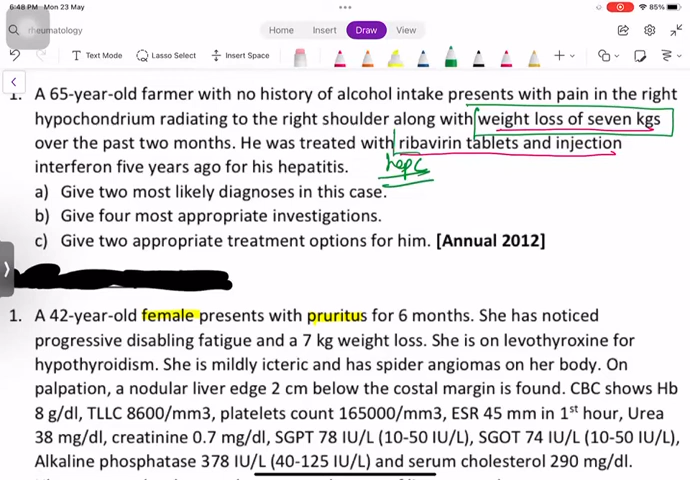 6:48 PM Mon 23 May
85%
Home Insert Draw View
Text Mode Lasso Select Insert Space
1. A 65-year-old farmer with no history of alcohol intake presents with pain in the right
hypochondrium radiating to the right shoulder along with weight loss of seven kgs
over the past two months. He was treated with ribavirin tablets and injection
interferon five years ago for his hepatitis.
hepc
a) Give two most likely diagnoses in this case.
b) Give four most appropriate investigations.
c) Give two appropriate treatment options for him. [Annual 2012]
1. A 42-year-old female presents with pruritus for 6 months. She has noticed
progressive disabling fatigue and a 7 kg weight loss. She is on levothyroxine for
hypothyroidism. She is mildly icteric and has spider angiomas on her body. On
palpation, a nodular liver edge 2 cm below the costal margin is found. CBC shows Hb
8 g/dl, TLLC 8600/mm3, platelets count 165000/mm3, ESR 45 mm in 1st hour, Urea
38 mg/dl, creatinine 0.7 mg/dl, SGPT 78 IU/L (10-50 IU/L), SGOT 74 IU/L (10-50 IU/L),
Alkaline phosphatase 378 IU/L (40-125 IU/L) and serum cholesterol 290 mg/dl.